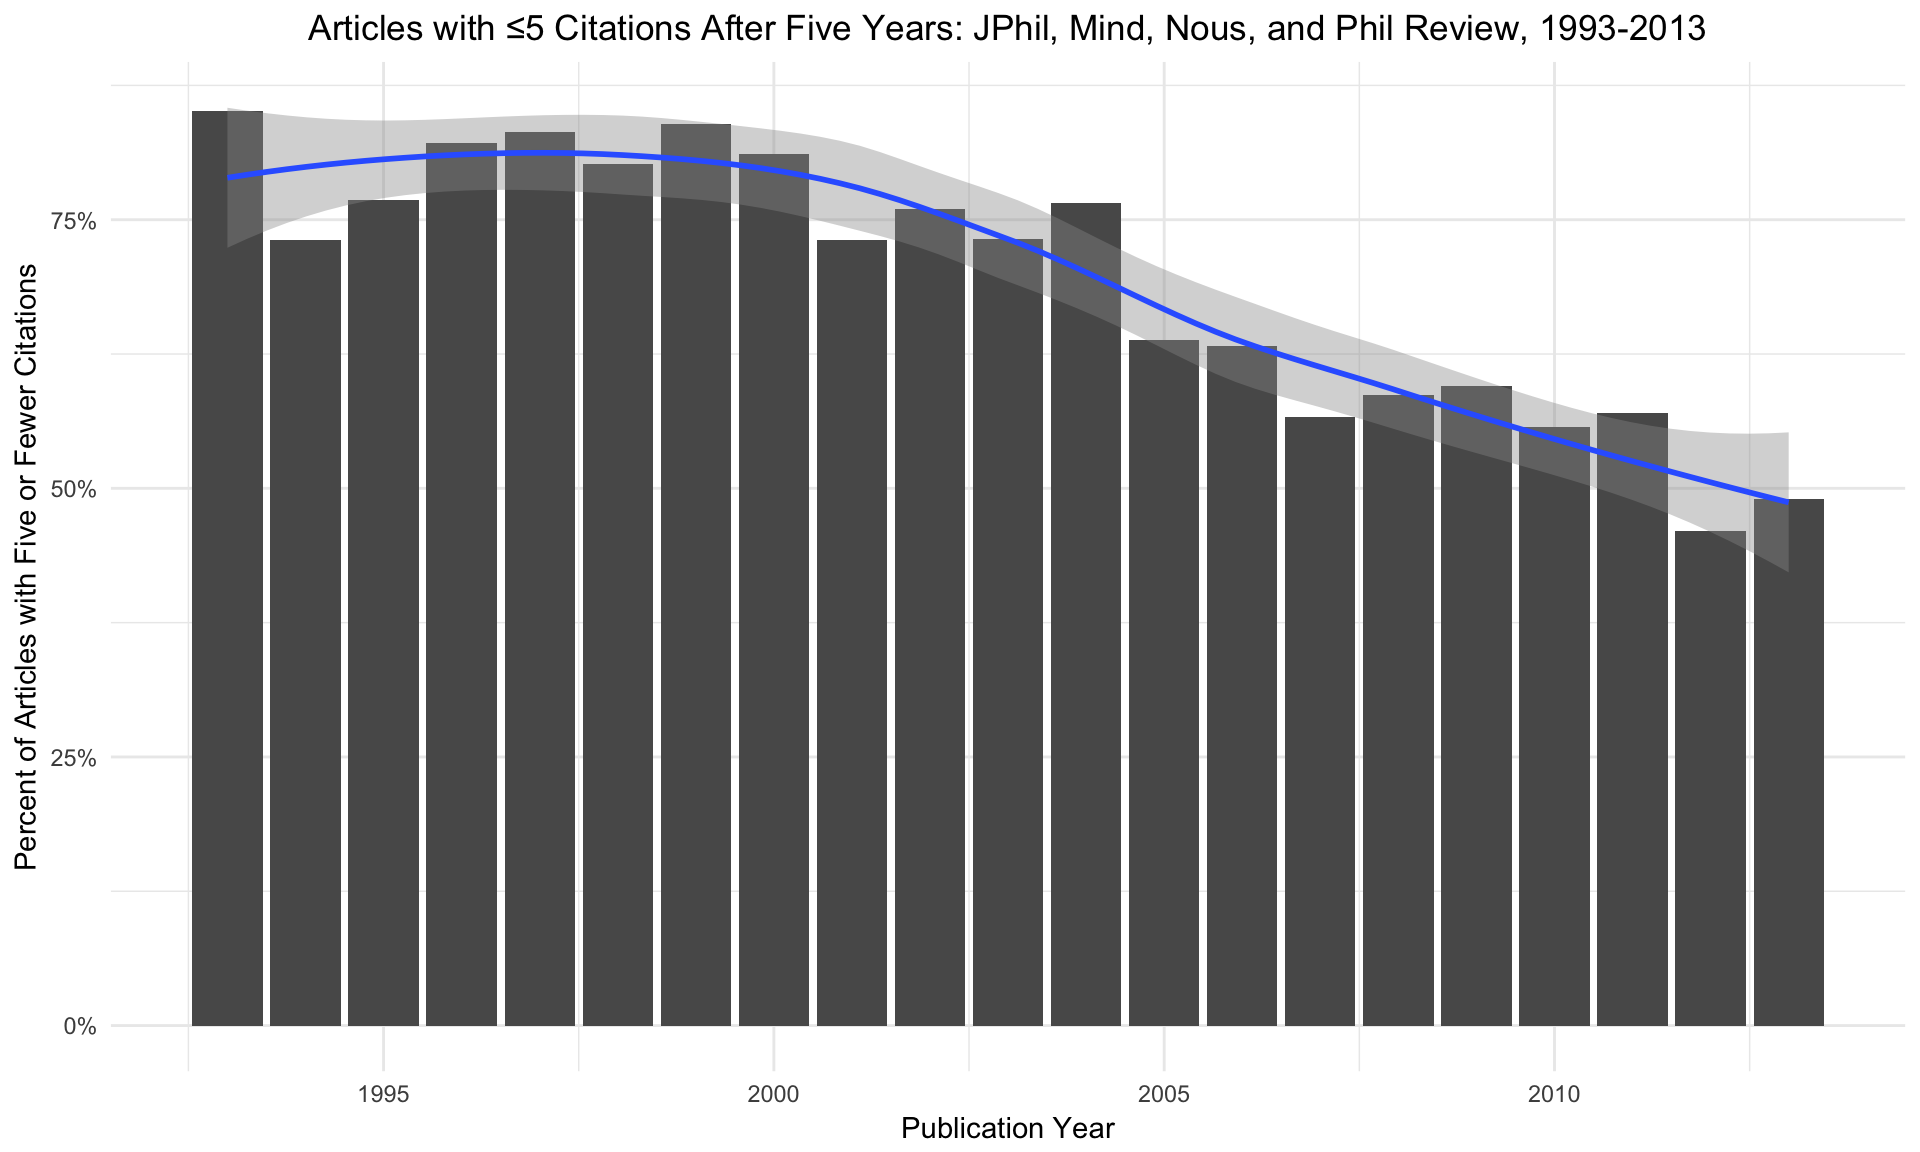 Articles with ≤5 Citations After Five Years: JPhil, Mind, Nous, and Phil Review, 1993-2013
Percent of Articles with Five or Fewer Citations
75%
50%
25%
0%
1995
2000
2005
2010
Publication Year